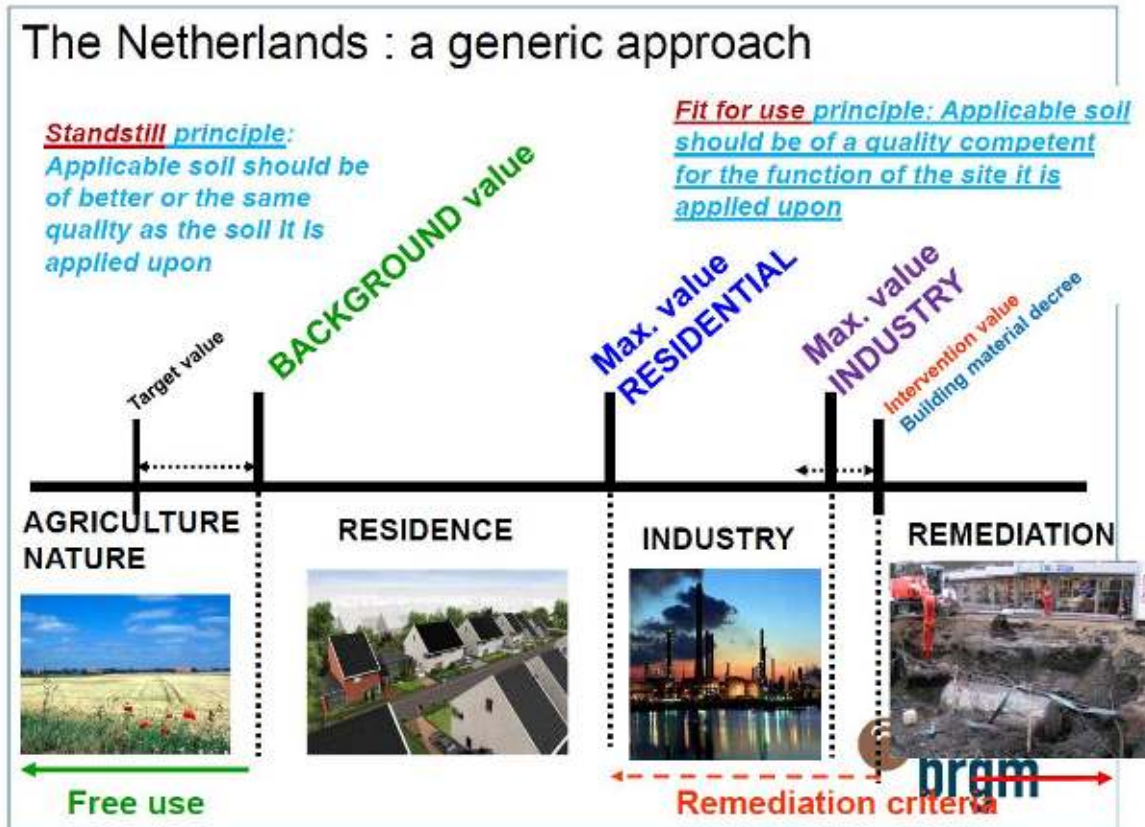 The Netherlands : a generic approach
Standstill principle:
Applicable soil should be
of better or the same
quality as the soil it is
applied upon
Fit for use principle: Applicable soil
should be of a quality competent
for the function of the site it is
applied upon
Target value
BACKGROUND value
Max. value
RESIDENTIAL
Max. value
INDUSTRY
Intervention value
Building material decree
AGRICULTURE
NATURE
RESIDENCE
INDUSTRY
REMEDIATION
brgm
Free use
Remediation criteria